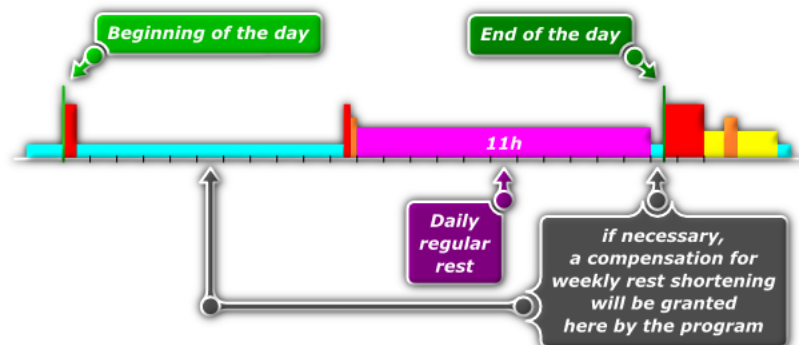 Beginning of the day
End of the day
11h
Daily
regular
rest
if necessary,
a compensation for
weekly rest shortening
will be granted
here by the program